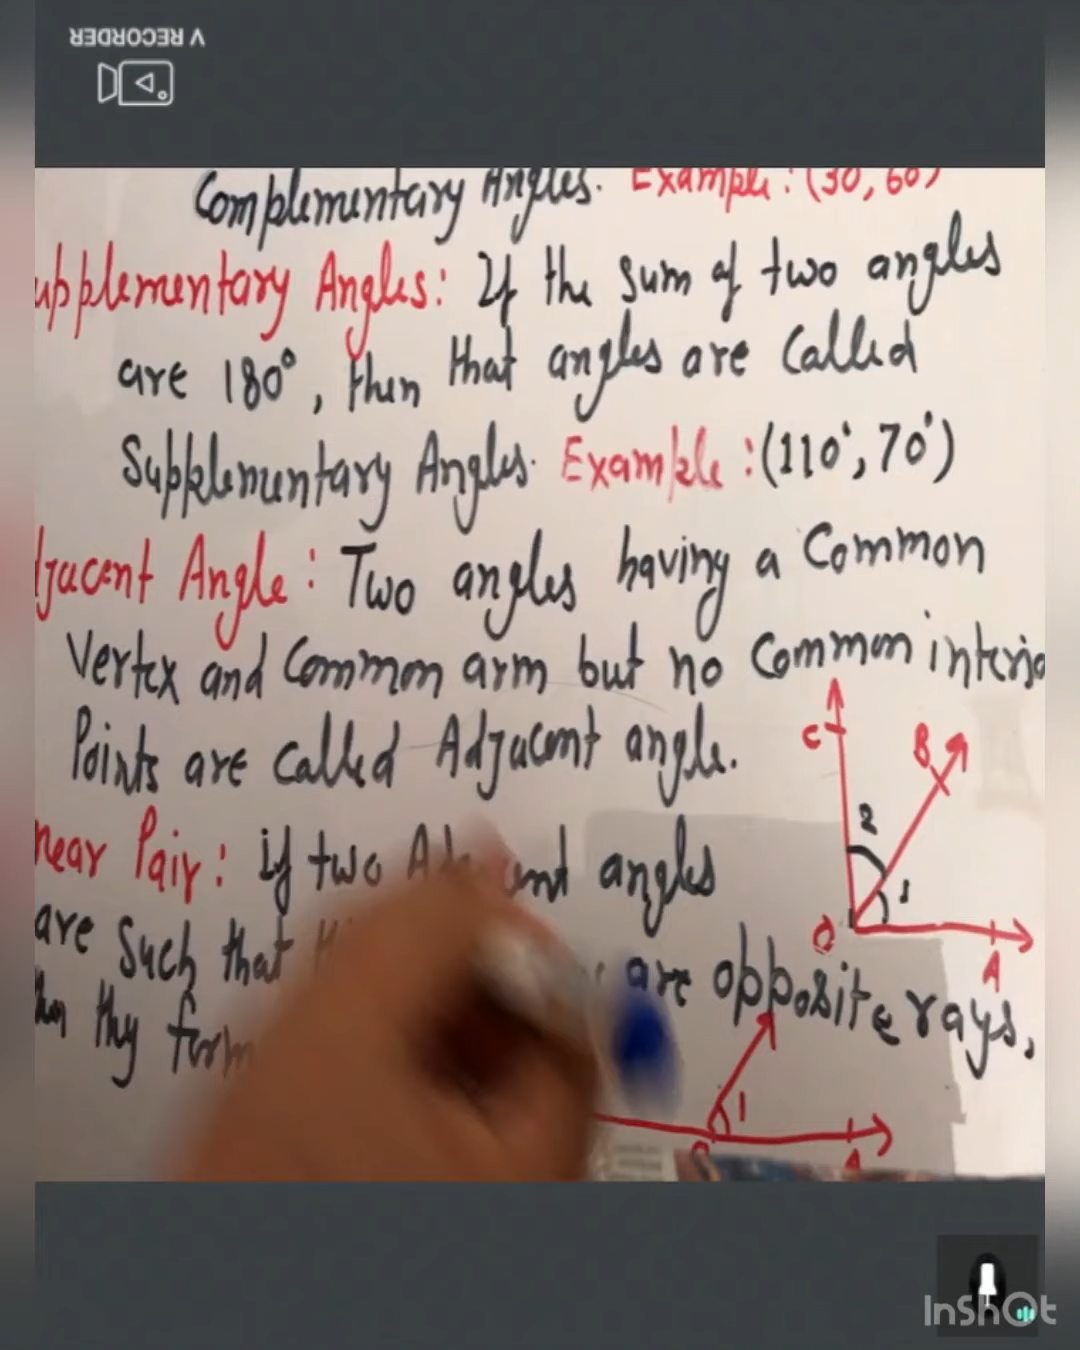 V RECORDER
Complementary Angles. Example: (30, 60)
upplementary Angles: If the sum of two angles
are 180°, then that angles are called
Supplementary Angles. Example: (110°, 70°)
djacent Angle: Two angles having a Common
Vertex and Common arm but no Common interio
Points are called Adjacent angle.
C
B
2
1
O
A
near Pair: if two angles
are Such that are opposite rays,
thy form
1
A
InShOt